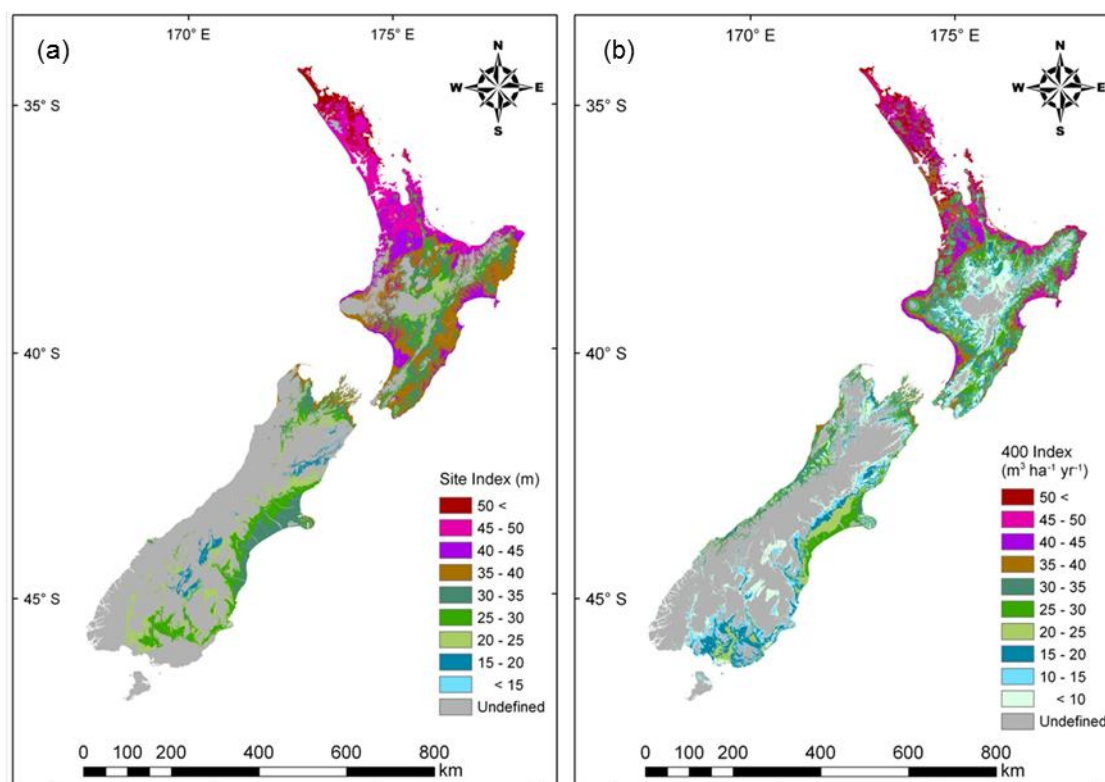 (a)
170° E
175° E
N
W
E
S
35° S
40° S
45° S
Site Index (m)
50 <
45 - 50
40 - 45
35 - 40
30 - 35
25 - 30
20 - 25
15 - 20
< 15
Undefined
0 100 200 400 600 800
km
(b)
170° E
175° E
N
W
E
S
35° S
40° S
45° S
400 Index
(m³ ha⁻¹ yr⁻¹)
50 <
45 - 50
40 - 45
35 - 40
30 - 35
25 - 30
20 - 25
15 - 20
10 - 15
< 10
Undefined
0 100 200 400 600 800
km